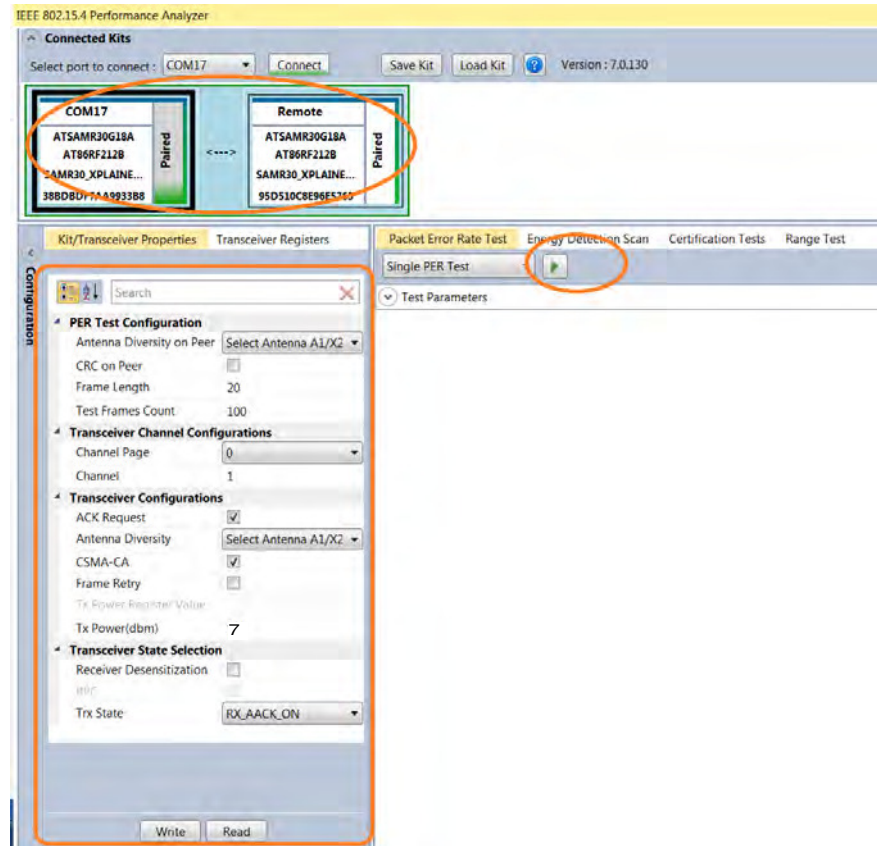 IEEE 802.15.4 Performance Analyzer
Connected Kits
Select port to connect : COM17 Connect Save Kit Load Kit ? Version : 7.0.130
COM17 Remote
ATSAMR30G18A Paired <---> ATSAMR30G18A Paired
AT86RF212B AT86RF212B
SAMR30_XPLAINE... SAMR30_XPLAINE...
Kit/Transceiver Properties Transceiver Registers Packet Error Rate Test Energy Detection Scan Certification Tests Range Test
Single PER Test
Configuration
Search
Test Parameters
PER Test Configuration
Antenna Diversity on Peer Select Antenna A1/X2
CRC on Peer
Frame Length 20
Test Frames Count 100
Transceiver Channel Configurations
Channel Page 0
Channel 1
Transceiver Configurations
ACK Request
Antenna Diversity Select Antenna A1/X2
CSMA-CA
Frame Retry
Tx Power Register Value
Tx Power(dbm) 7
Transceiver State Selection
Receiver Desensitization
Trx State RX_AACK_ON
Write Read